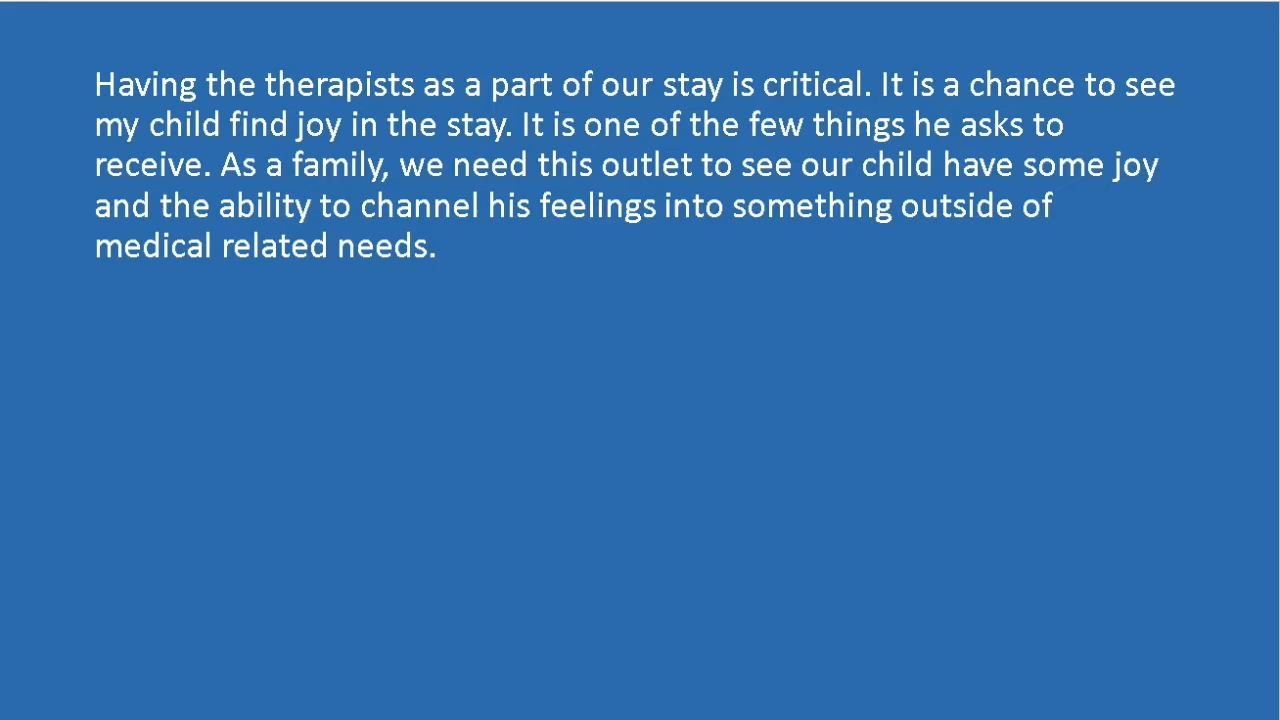 Having the therapists as a part of our stay is critical. It is a chance to see
my child find joy in the stay. It is one of the few things he asks to
receive. As a family, we need this outlet to see our child have some joy
and the ability to channel his feelings into something outside of
medical related needs.